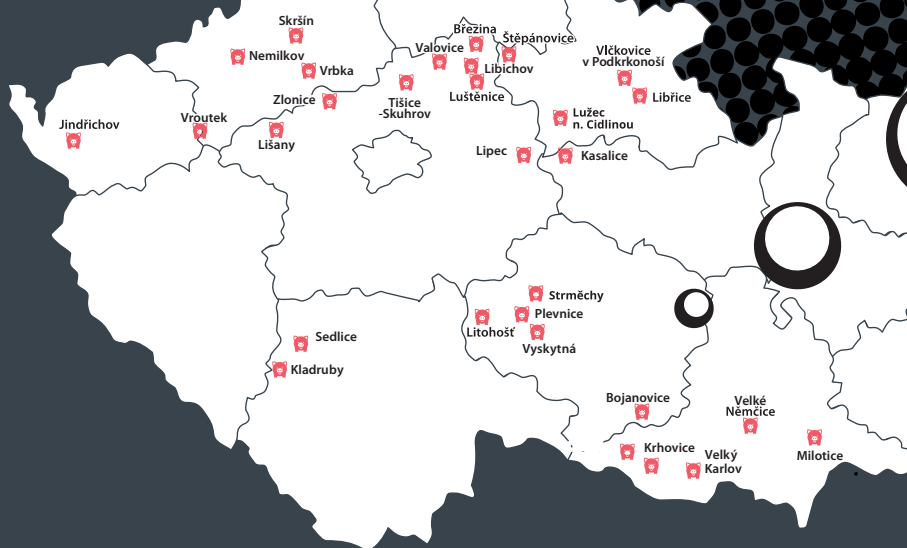 Skršín
Březina
Štěpánovice
Valovice
Vlčkovice
v Podkrkonoší
Nemilkov
Vrbka
Libichov
Luštěnice
Libřice
Zlonice
Tišice
-Skuhrov
Lužec
n. Cidlinou
Jindřichov
Vroutek
Lišany
Lipec
Kasalice
Strměchy
Plevnice
Litohošť
Vyskytná
Sedlice
Kladruby
Bojanovice
Velké
Němčice
Krhovice
Velký
Karlov
Milotice